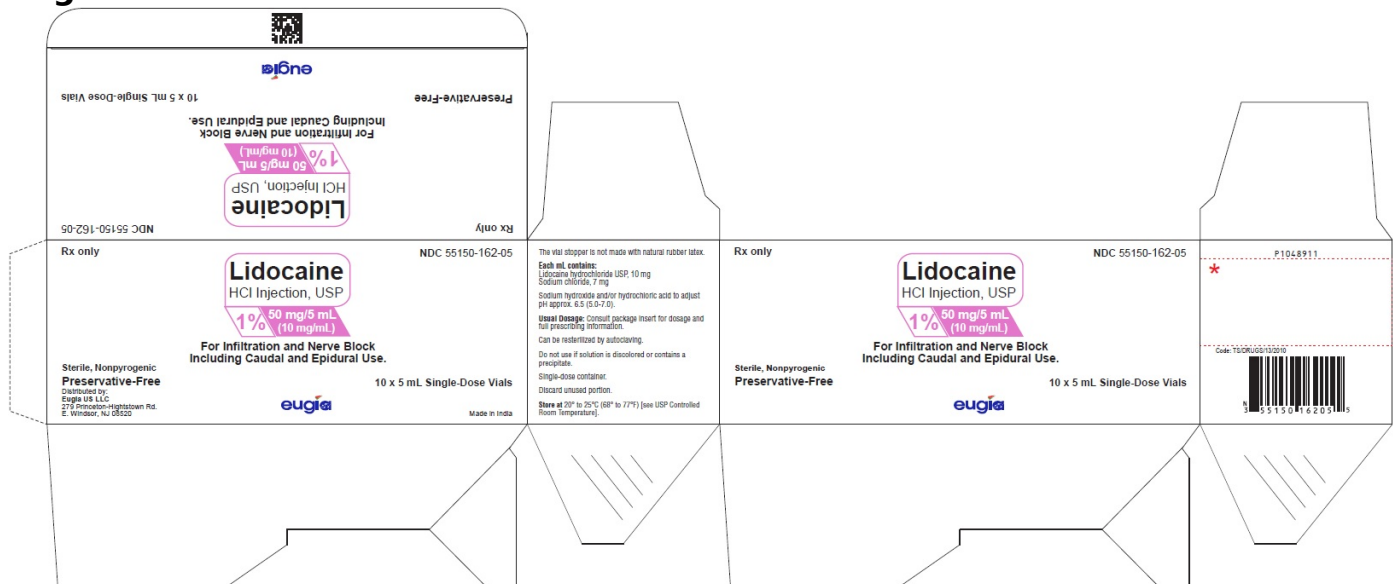 eugia
Preservative-Free
10 x 5 mL Single-Dose Vials
For Infiltration and Nerve Block
Including Caudal and Epidural Use.
1%
50 mg/5 mL
(10 mg/mL)
Lidocaine
HCl Injection, USP
Rx only
NDC 55150-162-05
Rx only
NDC 55150-162-05
Lidocaine
HCl Injection, USP
1%
50 mg/5 mL
(10 mg/mL)
For Infiltration and Nerve Block
Including Caudal and Epidural Use.
Sterile, Nonpyrogenic
Preservative-Free
10 x 5 mL Single-Dose Vials
Distributed by:
Eugia US LLC
279 Princeton-Hightstown Rd.
E. Windsor, NJ 08520
eugia
Made in India
The vial stopper is not made with natural rubber latex.
Each mL contains:
Lidocaine hydrochloride USP, 10 mg
Sodium chloride, 7 mg
Sodium hydroxide and/or hydrochloric acid to adjust
pH approx. 6.5 (5.0-7.0).
Usual Dosage: Consult package insert for dosage and
full prescribing information.
Can be resterilized by autoclaving.
Do not use if solution is discolored or contains a
precipitate.
Single-dose container.
Discard unused portion.
Store at 20° to 25°C (68° to 77°F) [see USP Controlled
Room Temperature].
Rx only
NDC 55150-162-05
Lidocaine
HCl Injection, USP
1%
50 mg/5 mL
(10 mg/mL)
For Infiltration and Nerve Block
Including Caudal and Epidural Use.
Sterile, Nonpyrogenic
Preservative-Free
10 x 5 mL Single-Dose Vials
eugia
P1048911
*
Code: TS/DRUGS/13/2010
N
3 55150 16205 5